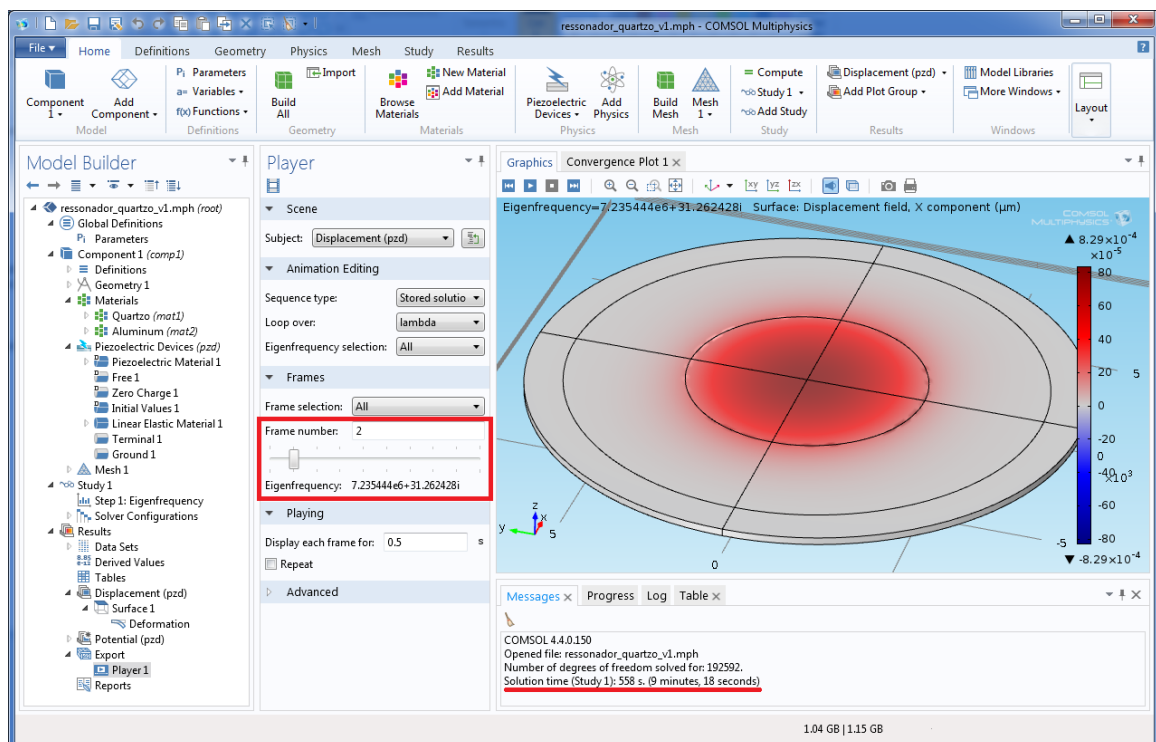 ressonador_quartzo_v1.mph - COMSOL Multiphysics
File Home Definitions Geometry Physics Mesh Study Results
Component 1
Add Component
Model
Pi Parameters
a= Variables
f(x) Functions
Definitions
Build All
Import
Geometry
Browse Materials
New Material
Add Material
Materials
Piezoelectric Devices
Add Physics
Physics
Build Mesh
Mesh 1
Mesh
= Compute
Study 1
Add Study
Study
Displacement (pzd)
Add Plot Group
Results
Model Libraries
More Windows
Windows
Layout
Model Builder
ressonador_quartzo_v1.mph (root)
Global Definitions
Pi Parameters
Component 1 (comp1)
Definitions
Geometry 1
Materials
Quartzo (mat1)
Aluminum (mat2)
Piezoelectric Devices (pzd)
Piezoelectric Material 1
Free 1
Zero Charge 1
Initial Values 1
Linear Elastic Material 1
Terminal 1
Ground 1
Mesh 1
Study 1
Step 1: Eigenfrequency
Solver Configurations
Results
Data Sets
Derived Values
Tables
Displacement (pzd)
Surface 1
Deformation
Potential (pzd)
Export
Player 1
Reports
Player
Scene
Subject: Displacement (pzd)
Animation Editing
Sequence type: Stored solutio
Loop over: lambda
Eigenfrequency selection: All
Frames
Frame selection: All
Frame number: 2
Eigenfrequency: 7.235444e6+31.262428i
Playing
Display each frame for: 0.5 s
Repeat
Advanced
Graphics Convergence Plot 1
xy yz zx
Eigenfrequency=7.235444e6+31.262428i Surface: Displacement field, X component (µm)
COMSOL
MULTIPHYSICS
▲ 8.29×10⁻⁴
×10⁻⁵
80
60
40
20
5
0
-20
0
-40
×10³
-60
-5
-80
▼ -8.29×10⁻⁴
z
x
y
5
0
Messages Progress Log Table
COMSOL 4.4.0.150
Opened file: ressonador_quartzo_v1.mph
Number of degrees of freedom solved for: 192592.
Solution time (Study 1): 558 s. (9 minutes, 18 seconds)
1.04 GB | 1.15 GB